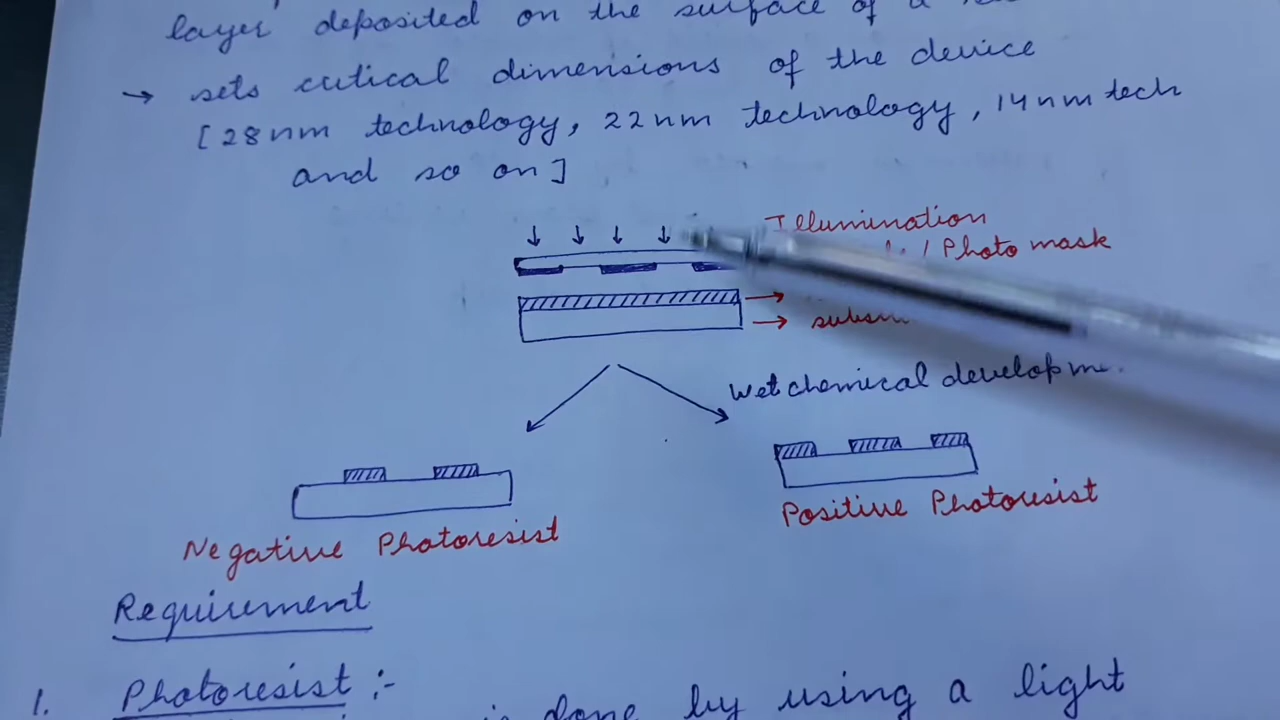 layer deposited on the surface of a
→ sets critical dimensions of the device
[28nm technology, 22nm technology, 14nm tech
and so on]
Illumination
/ Photo mask
Wet chemical
Negative Photoresist
Positive Photoresist
Requirement
1. Photoresist :-
is done by using a light